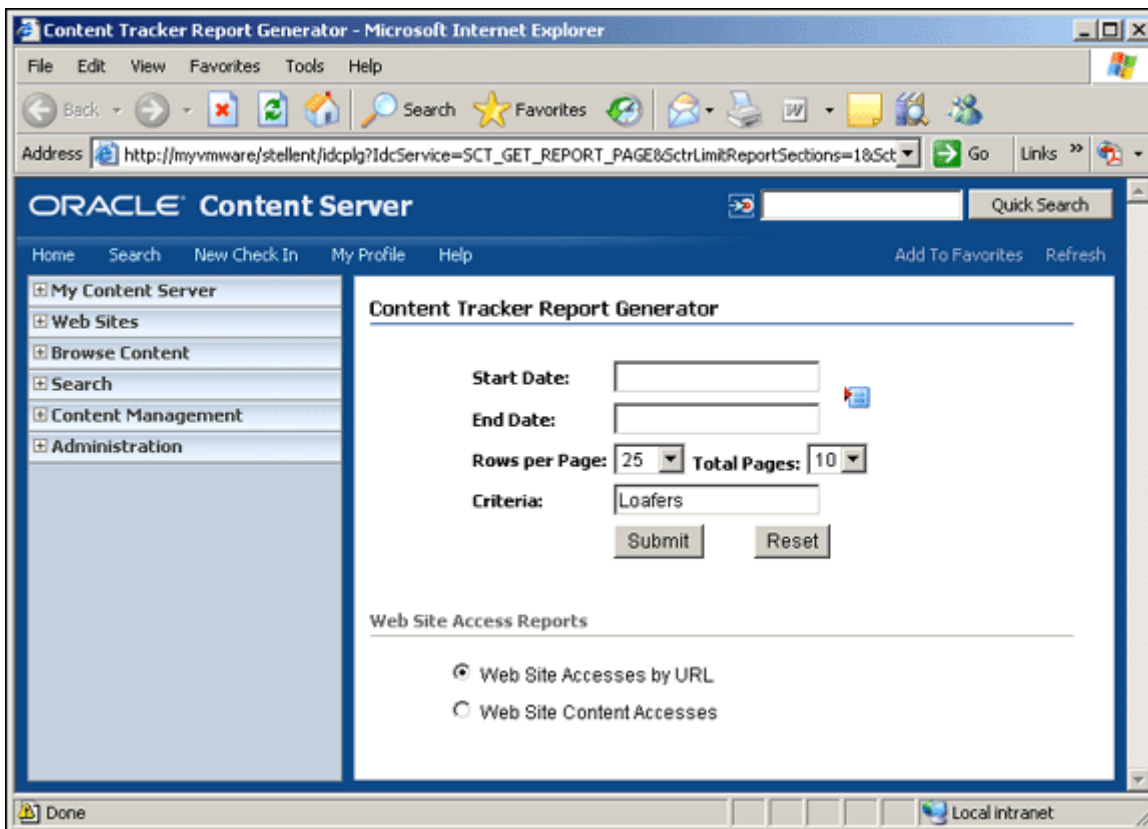 Content Tracker Report Generator - Microsoft Internet Explorer
File Edit View Favorites Tools Help
Back Search Favorites
Address http://myvmware/stellent/idcplg?IdcService=SCT_GET_REPORT_PAGE&SctrLimitReportSections=1&Sct Go Links »
ORACLE Content Server Quick Search
Home Search New Check In My Profile Help Add To Favorites Refresh
My Content Server
Web Sites
Browse Content
Search
Content Management
Administration
Content Tracker Report Generator
Start Date:
End Date:
Rows per Page: 25 Total Pages: 10
Criteria: Loafers
Submit Reset
Web Site Access Reports
Web Site Accesses by URL
Web Site Content Accesses
Done Local intranet